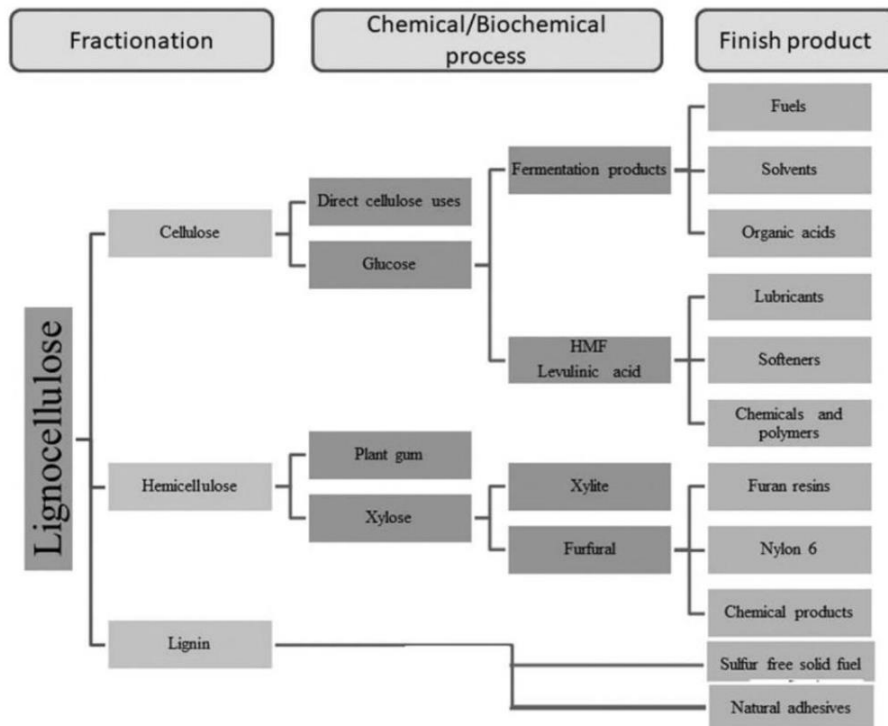 Fractionation
Chemical/Biochemical
process
Finish product
Lignocellulose
Cellulose
Hemicellulose
Lignin
Direct cellulose uses
Glucose
Plant gum
Xylose
Fermentation products
HMF
Levulinic acid
Xylite
Furfural
Fuels
Solvents
Organic acids
Lubricants
Softeners
Chemicals and
polymers
Furan resins
Nylon 6
Chemical products
Sulfur free solid fuel
Natural adhesives